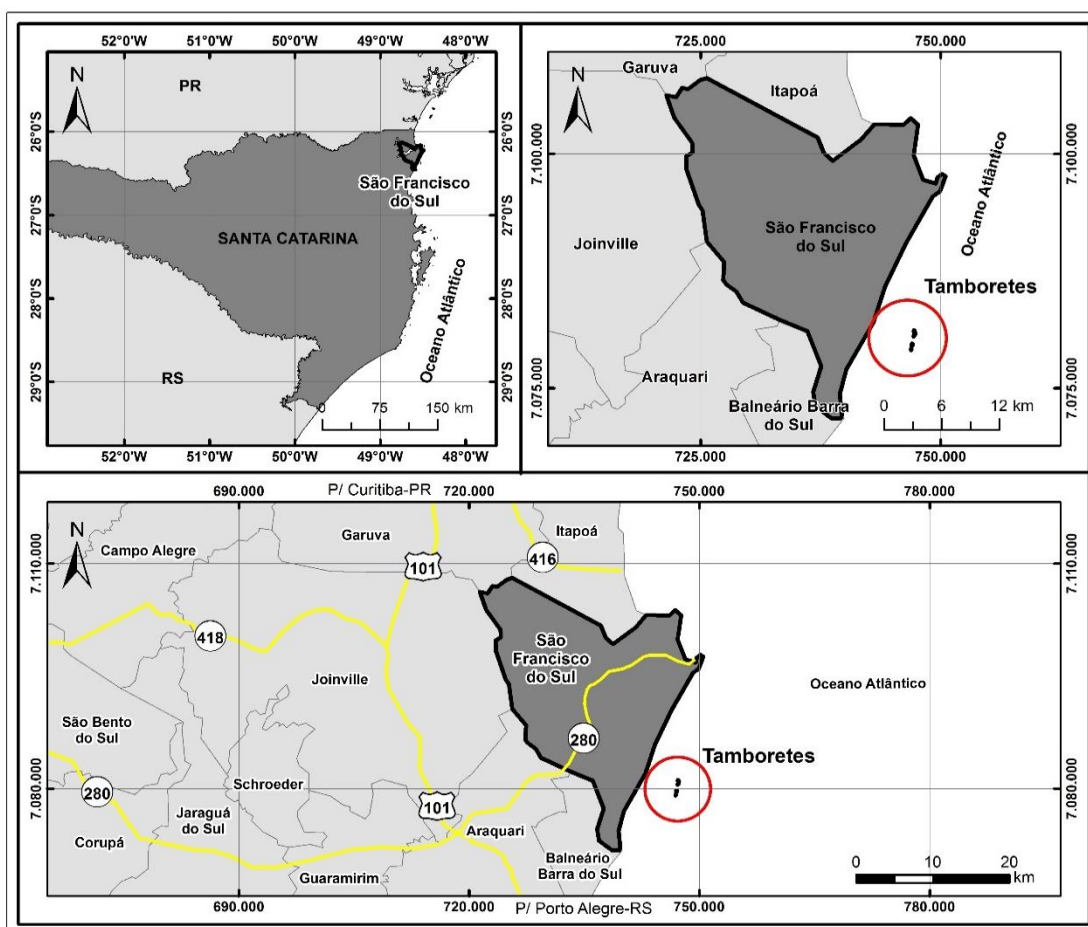 52°0'W 51°0'W 50°0'W 49°0'W 48°0'W
N
PR
26°0'S
26°0'S
São Francisco
do Sul
27°0'S
27°0'S
SANTA CATARINA
28°0'S
28°0'S
Oceano Atlântico
RS
29°0'S
29°0'S
0 75 150 km
52°0'W 51°0'W 50°0'W 49°0'W 48°0'W
725.000 750.000
N
Garuva
Itapoá
7.100.000
7.100.000
Oceano Atlântico
São Francisco
do Sul
Joinville
Tamboretes
Araquari
7.075.000
7.075.000
Balneário Barra
do Sul
0 6 12 km
725.000 750.000
690.000 P/ Curitiba-PR 720.000 750.000 780.000
N
Garuva
Itapoá
Campo Alegre
7.110.000
7.110.000
101
416
418
São
Francisco
do Sul
Joinville
Oceano Atlântico
São Bento
do Sul
280
Tamboretes
Schroeder
7.080.000
7.080.000
280
101
Jaraguá
do Sul
Araquari
Corupá
Balneário
Barra do Sul
Guaramirim
0 10 20
km
690.000 720.000 P/ Porto Alegre-RS 750.000 780.000